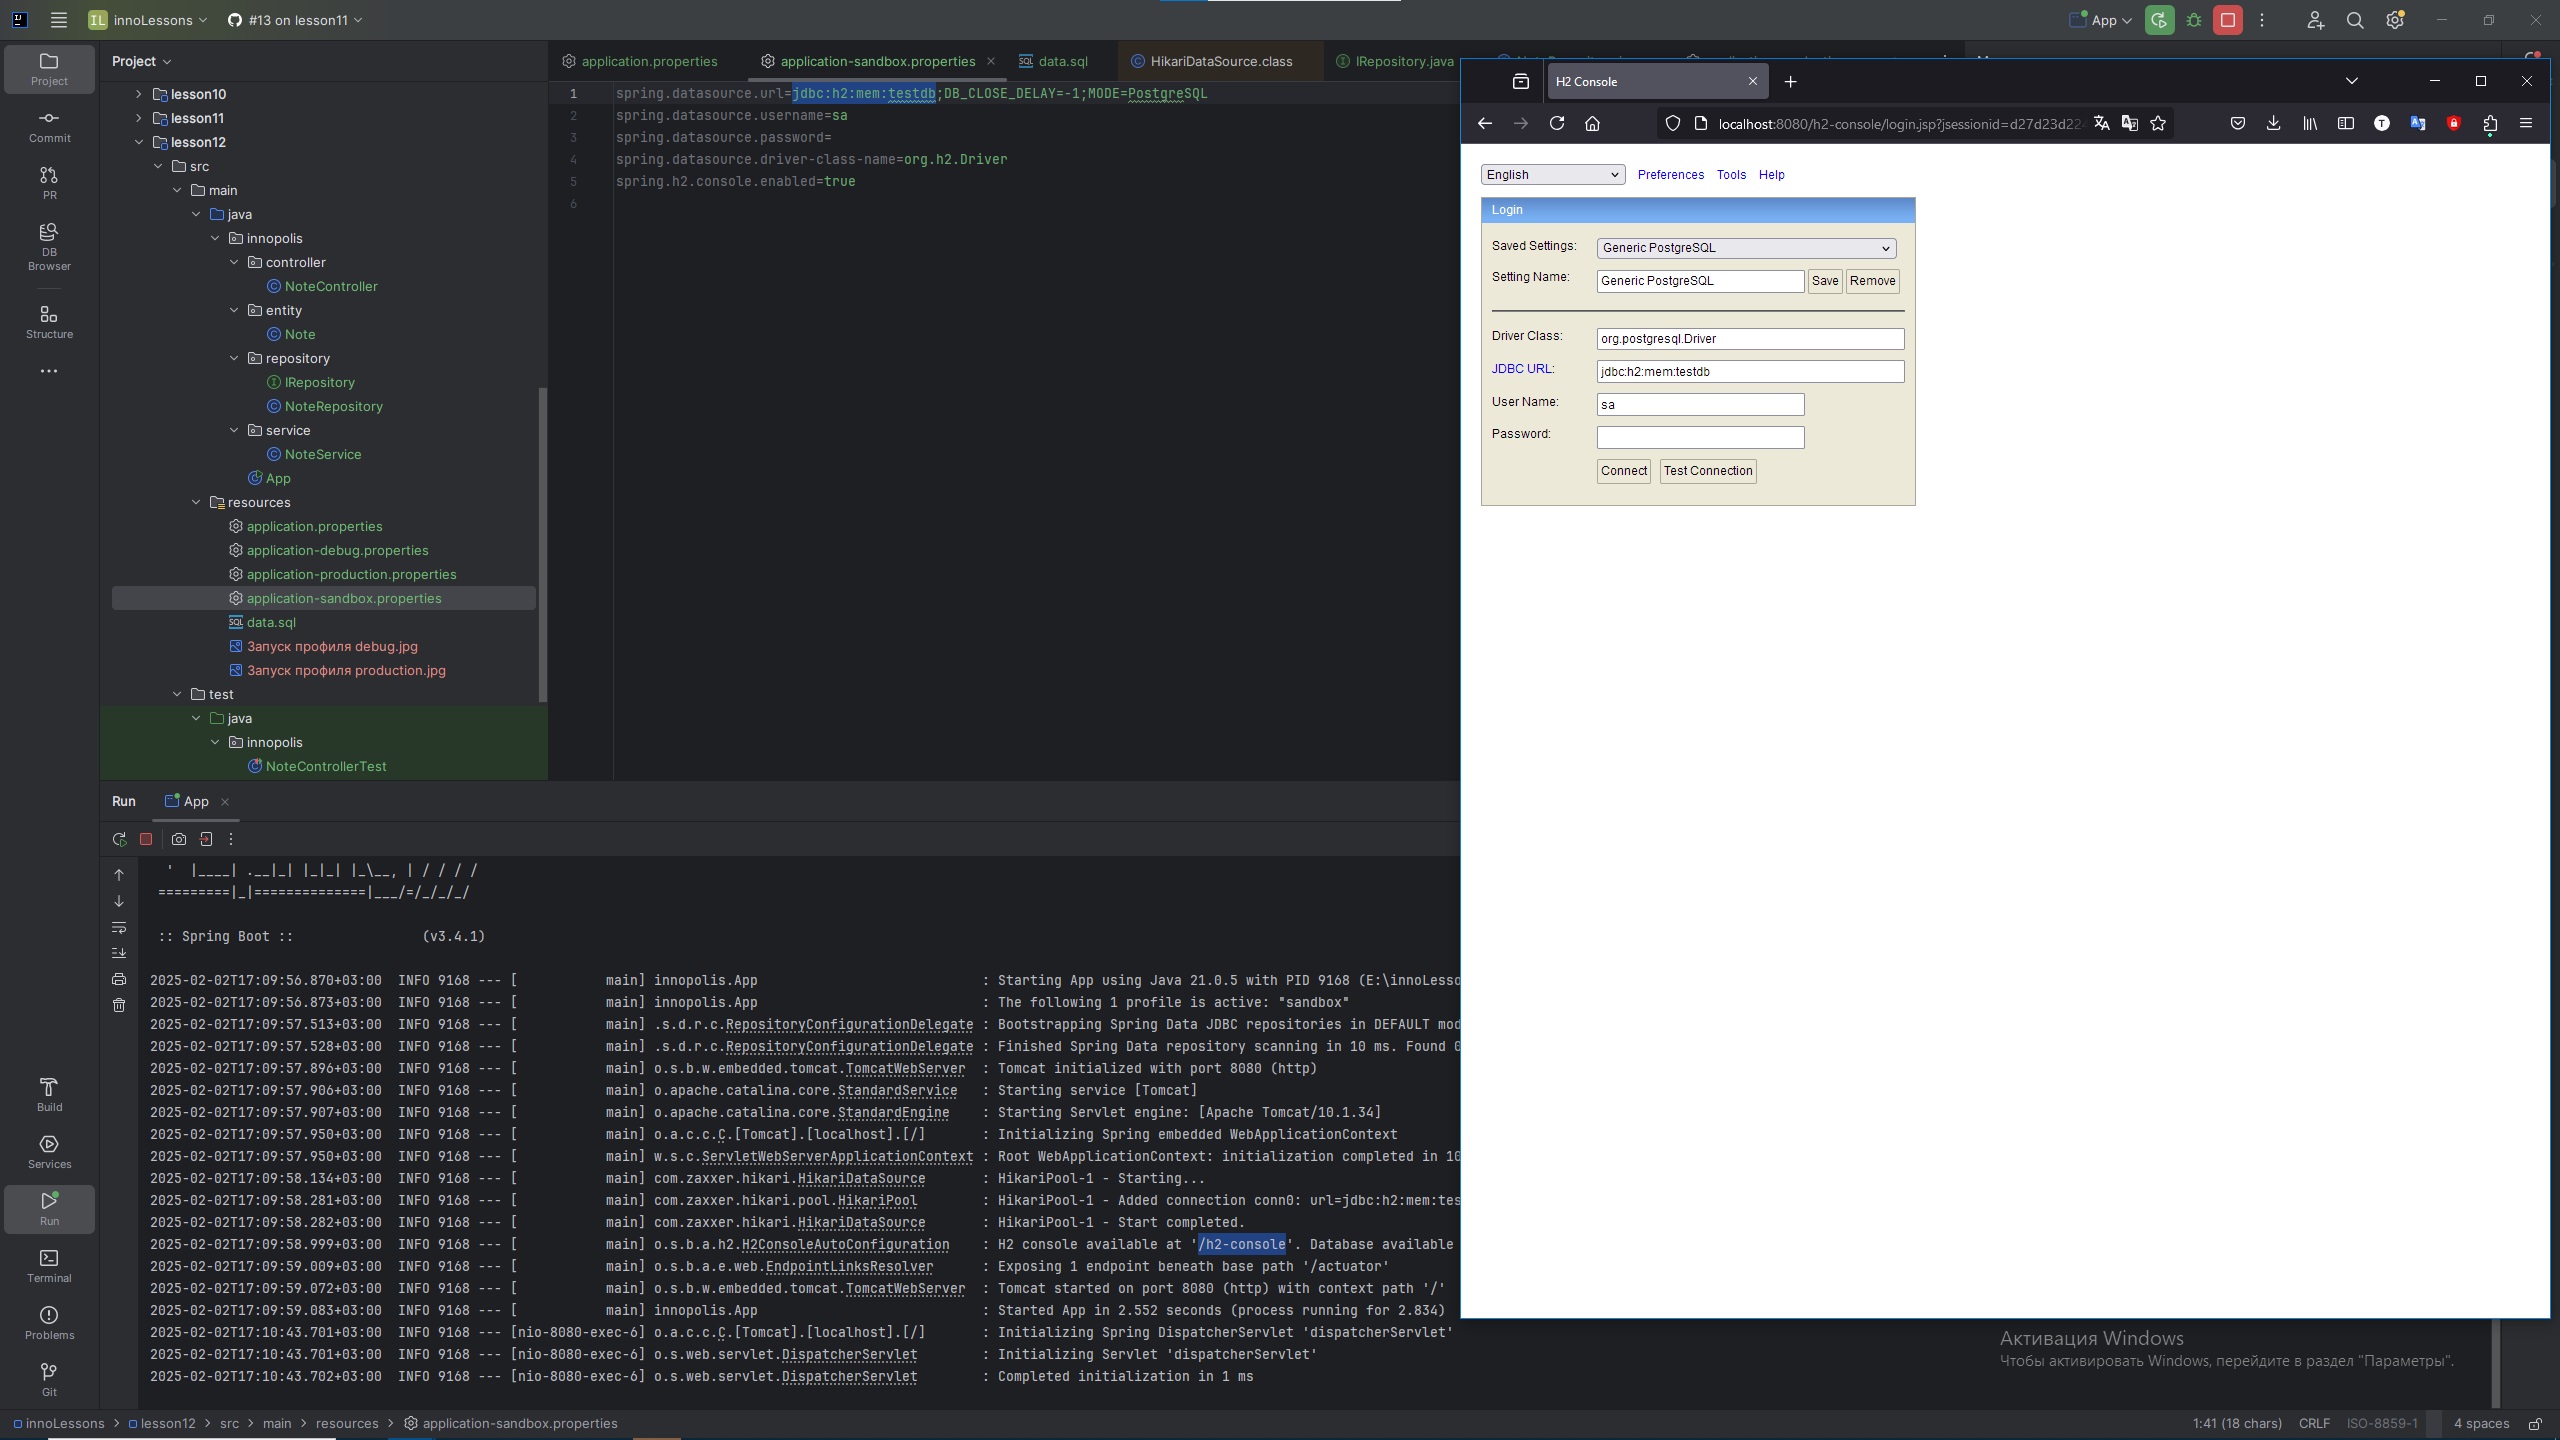 IL innoLessons #13 on lesson11 App
Project
Commit
PR
DB
Browser
Structure
Project
lesson10
lesson11
lesson12
src
main
java
innopolis
controller
NoteController
entity
Note
repository
IRepository
NoteRepository
service
NoteService
App
resources
application.properties
application-debug.properties
application-production.properties
application-sandbox.properties
data.sql
Запуск профиля debug.jpg
Запуск профиля production.jpg
test
java
innopolis
NoteControllerTest
application.properties application-sandbox.properties data.sql HikariDataSource.class IRepository.java
1 spring.datasource.url=jdbc:h2:mem:testdb;DB_CLOSE_DELAY=-1;MODE=PostgreSQL
2 spring.datasource.username=sa
3 spring.datasource.password=
4 spring.datasource.driver-class-name=org.h2.Driver
5 spring.h2.console.enabled=true
6
H2 Console
localhost:8080/h2-console/login.jsp?jsessionid=d27d23d22
English Preferences Tools Help
Login
Saved Settings: Generic PostgreSQL
Setting Name: Generic PostgreSQL Save Remove
Driver Class: org.postgresql.Driver
JDBC URL: jdbc:h2:mem:testdb
User Name: sa
Password:
Connect Test Connection
Run App
' |____| .__|_| |_|_| |_\__, | / / / /
=========|_|==============|___/=/_/_/_/
:: Spring Boot :: (v3.4.1)
2025-02-02T17:09:56.870+03:00 INFO 9168 --- [ main] innopolis.App : Starting App using Java 21.0.5 with PID 9168 (E:\innoLesso
2025-02-02T17:09:56.873+03:00 INFO 9168 --- [ main] innopolis.App : The following 1 profile is active: "sandbox"
2025-02-02T17:09:57.513+03:00 INFO 9168 --- [ main] .s.d.r.c.RepositoryConfigurationDelegate : Bootstrapping Spring Data JDBC repositories in DEFAULT mod
2025-02-02T17:09:57.528+03:00 INFO 9168 --- [ main] .s.d.r.c.RepositoryConfigurationDelegate : Finished Spring Data repository scanning in 10 ms. Found 0
2025-02-02T17:09:57.896+03:00 INFO 9168 --- [ main] o.s.b.w.embedded.tomcat.TomcatWebServer : Tomcat initialized with port 8080 (http)
2025-02-02T17:09:57.906+03:00 INFO 9168 --- [ main] o.apache.catalina.core.StandardService : Starting service [Tomcat]
2025-02-02T17:09:57.907+03:00 INFO 9168 --- [ main] o.apache.catalina.core.StandardEngine : Starting Servlet engine: [Apache Tomcat/10.1.34]
2025-02-02T17:09:57.950+03:00 INFO 9168 --- [ main] o.a.c.c.C.[Tomcat].[localhost].[/] : Initializing Spring embedded WebApplicationContext
2025-02-02T17:09:57.950+03:00 INFO 9168 --- [ main] w.s.c.ServletWebServerApplicationContext : Root WebApplicationContext: initialization completed in 10
2025-02-02T17:09:58.134+03:00 INFO 9168 --- [ main] com.zaxxer.hikari.HikariDataSource : HikariPool-1 - Starting...
2025-02-02T17:09:58.281+03:00 INFO 9168 --- [ main] com.zaxxer.hikari.pool.HikariPool : HikariPool-1 - Added connection conn0: url=jdbc:h2:mem:tes
2025-02-02T17:09:58.282+03:00 INFO 9168 --- [ main] com.zaxxer.hikari.HikariDataSource : HikariPool-1 - Start completed.
2025-02-02T17:09:58.999+03:00 INFO 9168 --- [ main] o.s.b.a.h2.H2ConsoleAutoConfiguration : H2 console available at '/h2-console'. Database available
2025-02-02T17:09:59.009+03:00 INFO 9168 --- [ main] o.s.b.a.e.web.EndpointLinksResolver : Exposing 1 endpoint beneath base path '/actuator'
2025-02-02T17:09:59.072+03:00 INFO 9168 --- [ main] o.s.b.w.embedded.tomcat.TomcatWebServer : Tomcat started on port 8080 (http) with context path '/'
2025-02-02T17:09:59.083+03:00 INFO 9168 --- [ main] innopolis.App : Started App in 2.552 seconds (process running for 2.834)
2025-02-02T17:10:43.701+03:00 INFO 9168 --- [nio-8080-exec-6] o.a.c.c.C.[Tomcat].[localhost].[/] : Initializing Spring DispatcherServlet 'dispatcherServlet'
2025-02-02T17:10:43.701+03:00 INFO 9168 --- [nio-8080-exec-6] o.s.web.servlet.DispatcherServlet : Initializing Servlet 'dispatcherServlet'
2025-02-02T17:10:43.702+03:00 INFO 9168 --- [nio-8080-exec-6] o.s.web.servlet.DispatcherServlet : Completed initialization in 1 ms
Build
Services
Run
Terminal
Problems
Git
Активация Windows
Чтобы активировать Windows, перейдите в раздел "Параметры".
innoLessons > lesson12 > src > main > resources > application-sandbox.properties 1:41 (18 chars) CRLF ISO-8859-1 4 spaces